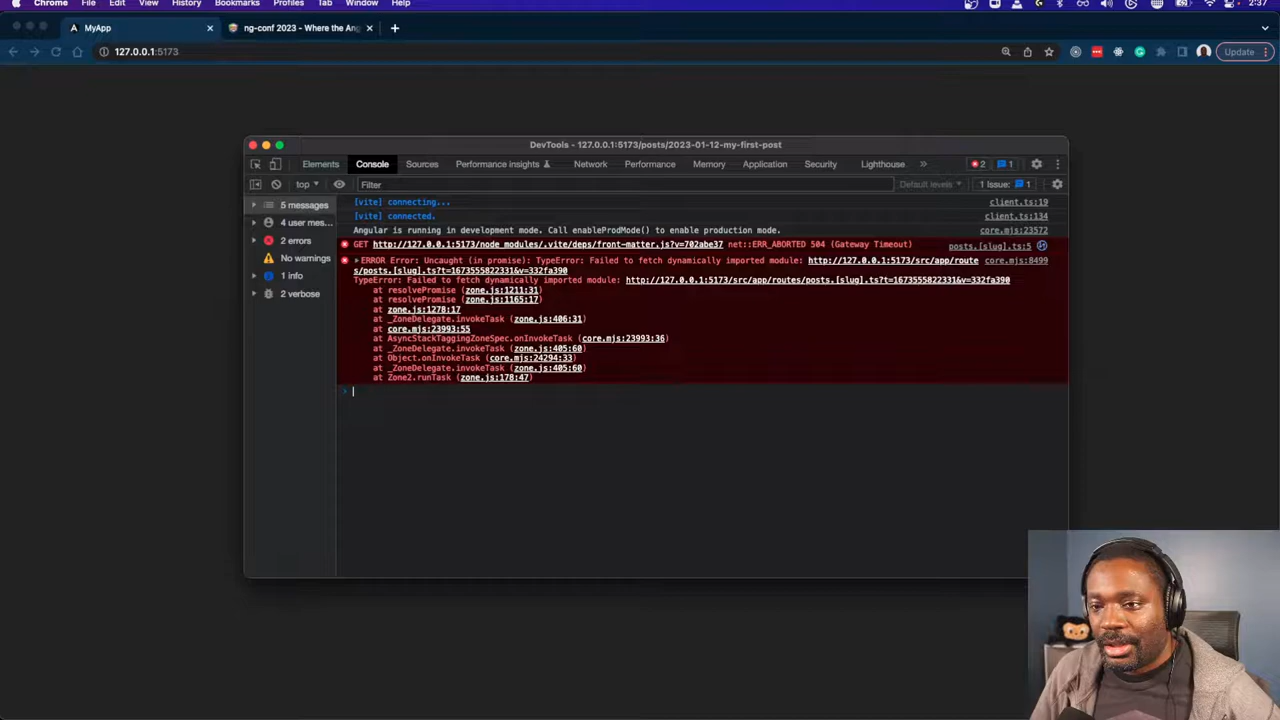 Chrome File Edit View History Bookmarks Profiles Tab Window Help 2:37
MyApp ng-conf 2023 - Where the An
127.0.0.1:5173 Update
DevTools - 127.0.0.1:5173/posts/2023-01-12-my-first-post
Elements Console Sources Performance insights Network Performance Memory Application Security Lighthouse » 2 1
top Filter Default levels 1 Issue: 1
5 messages
4 user mes...
2 errors
No warnings
1 info
2 verbose
[vite] connecting... client.ts:19
[vite] connected. client.ts:134
Angular is running in development mode. Call enableProdMode() to enable production mode. core.mjs:23572
GET http://127.0.0.1:5173/node_modules/.vite/deps/front-matter.js?v=702abe37 net::ERR_ABORTED 504 (Gateway Timeout) posts.[slug].ts:5
ERROR Error: Uncaught (in promise): TypeError: Failed to fetch dynamically imported module: http://127.0.0.1:5173/src/app/route core.mjs:8499
s/posts.[slug].ts?t=1673555822331&v=332fa390
TypeError: Failed to fetch dynamically imported module: http://127.0.0.1:5173/src/app/routes/posts.[slug].ts?t=1673555822331&v=332fa390
at resolvePromise (zone.js:1211:31)
at resolvePromise (zone.js:1165:17)
at zone.js:1278:17
at _ZoneDelegate.invokeTask (zone.js:406:31)
at core.mjs:23993:55
at AsyncStackTaggingZoneSpec.onInvokeTask (core.mjs:23993:36)
at _ZoneDelegate.invokeTask (zone.js:405:60)
at Object.onInvokeTask (core.mjs:24294:33)
at _ZoneDelegate.invokeTask (zone.js:405:60)
at Zone2.runTask (zone.js:178:47)